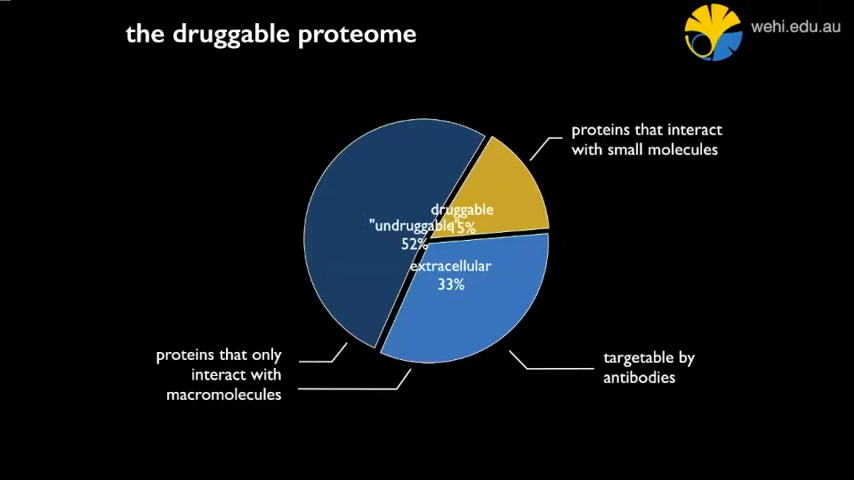 the druggable proteome
wehi.edu.au
proteins that interact
with small molecules
druggable
15%
"undruggable"
52%
extracellular
33%
proteins that only
interact with
macromolecules
targetable by
antibodies